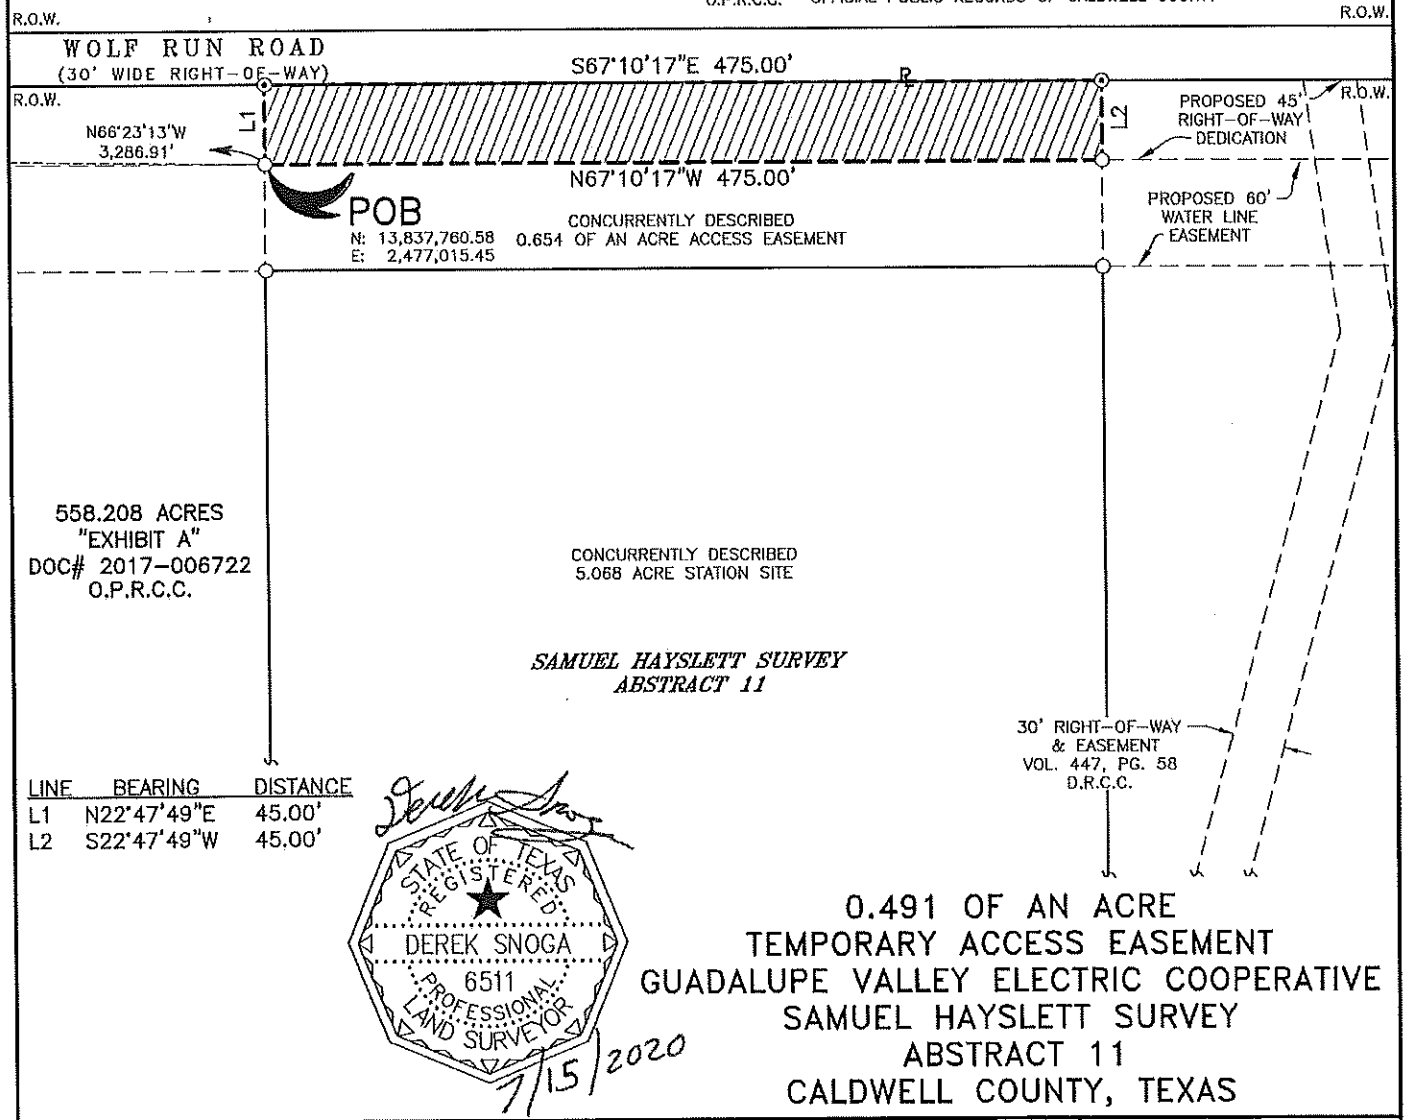 O.P.R.C.C. OFFICIAL PUBLIC RECORDS OF CALDWELL COUNTY
R.O.W.
R.O.W.
WOLF RUN ROAD
(30' WIDE RIGHT-OF-WAY)
S67°10'17"E 475.00'
R.O.W.
R.O.W.
L1
L2
N66°23'13"W
3,286.91'
PROPOSED 45'
RIGHT-OF-WAY
DEDICATION
N67°10'17"W 475.00'
POB
N: 13,837,760.58
E: 2,477,015.45
CONCURRENTLY DESCRIBED
0.654 OF AN ACRE ACCESS EASEMENT
PROPOSED 60'
WATER LINE
EASEMENT
558.208 ACRES
"EXHIBIT A"
DOC# 2017-006722
O.P.R.C.C.
CONCURRENTLY DESCRIBED
5.068 ACRE STATION SITE
SAMUEL HAYSLETT SURVEY
ABSTRACT 11
30' RIGHT-OF-WAY
& EASEMENT
VOL. 447, PG. 58
D.R.C.C.
LINE BEARING DISTANCE
L1 N22°47'49"E 45.00'
L2 S22°47'49"W 45.00'
STATE OF TEXAS
REGISTERED
DEREK SNOGA
6511
PROFESSIONAL
LAND SURVEYOR
7/15/2020
0.491 OF AN ACRE
TEMPORARY ACCESS EASEMENT
GUADALUPE VALLEY ELECTRIC COOPERATIVE
SAMUEL HAYSLETT SURVEY
ABSTRACT 11
CALDWELL COUNTY, TEXAS